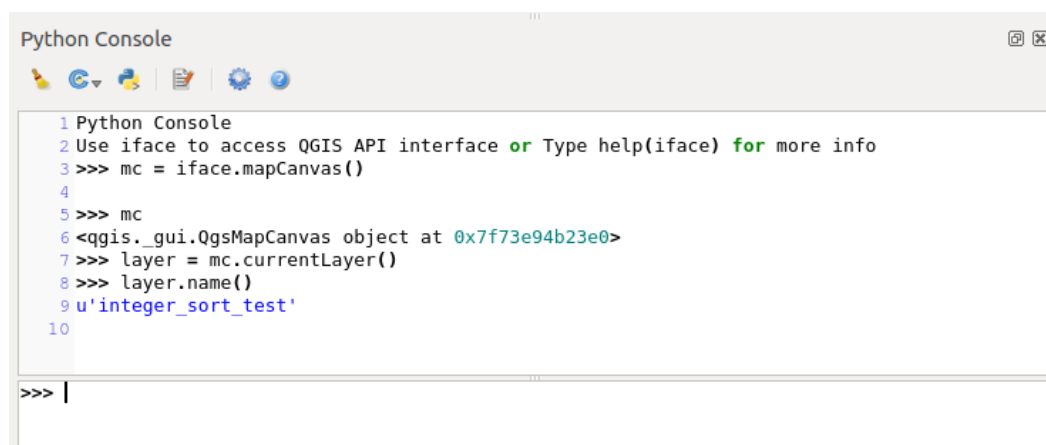 Python Console
1 Python Console
2 Use iface to access QGIS API interface or Type help(iface) for more info
3 >>> mc = iface.mapCanvas()
4
5 >>> mc
6 <qgis._gui.QgsMapCanvas object at 0x7f73e94b23e0>
7 >>> layer = mc.currentLayer()
8 >>> layer.name()
9 u'integer_sort_test'
10
>>>